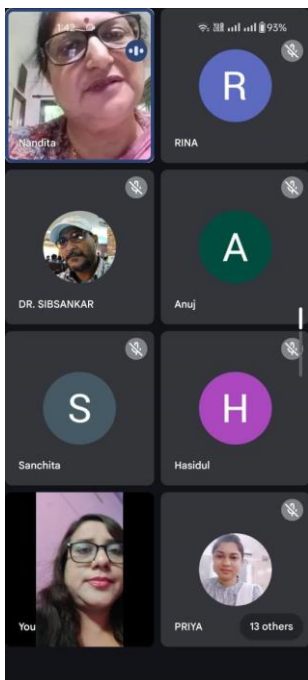 1:42
93%
Nandita
R
RINA
DR. SIBSANKAR
A
Anuj
S
Sanchita
H
Hasidul
You
PRIYA
13 others